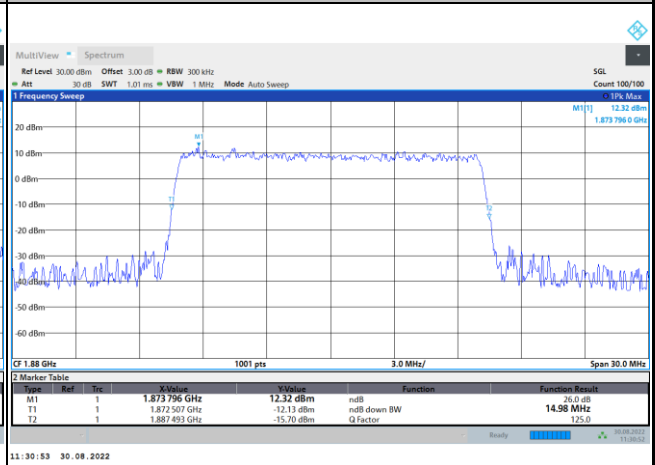 MultiView Spectrum
Ref Level 30.00 dBm Offset 3.00 dB RBW 300 kHz SGL
Att 30 dB SWT 1.01 ms VBW 1 MHz Mode Auto Sweep Count 100/100
1 Frequency Sweep 1Pk Max
M1[1] 12.32 dBm
1.873 796 0 GHz
20 dBm
M1
10 dBm
0 dBm
T1
-10 dBm
T2
-20 dBm
-30 dBm
-40 dBm
-50 dBm
-60 dBm
CF 1.88 GHz 1001 pts 3.0 MHz/ Span 30.0 MHz
2 Marker Table
Type Ref Trc X-Value Y-Value Function Function Result
M1 1 1.873 796 GHz 12.32 dBm ndB 26.0 dB
T1 1 1.872 507 GHz -12.13 dBm ndB down BW 14.98 MHz
T2 1 1.887 493 GHz -15.70 dBm Q Factor 125.0
Ready 30.08.2022
11:30:52
11:30:53 30.08.2022